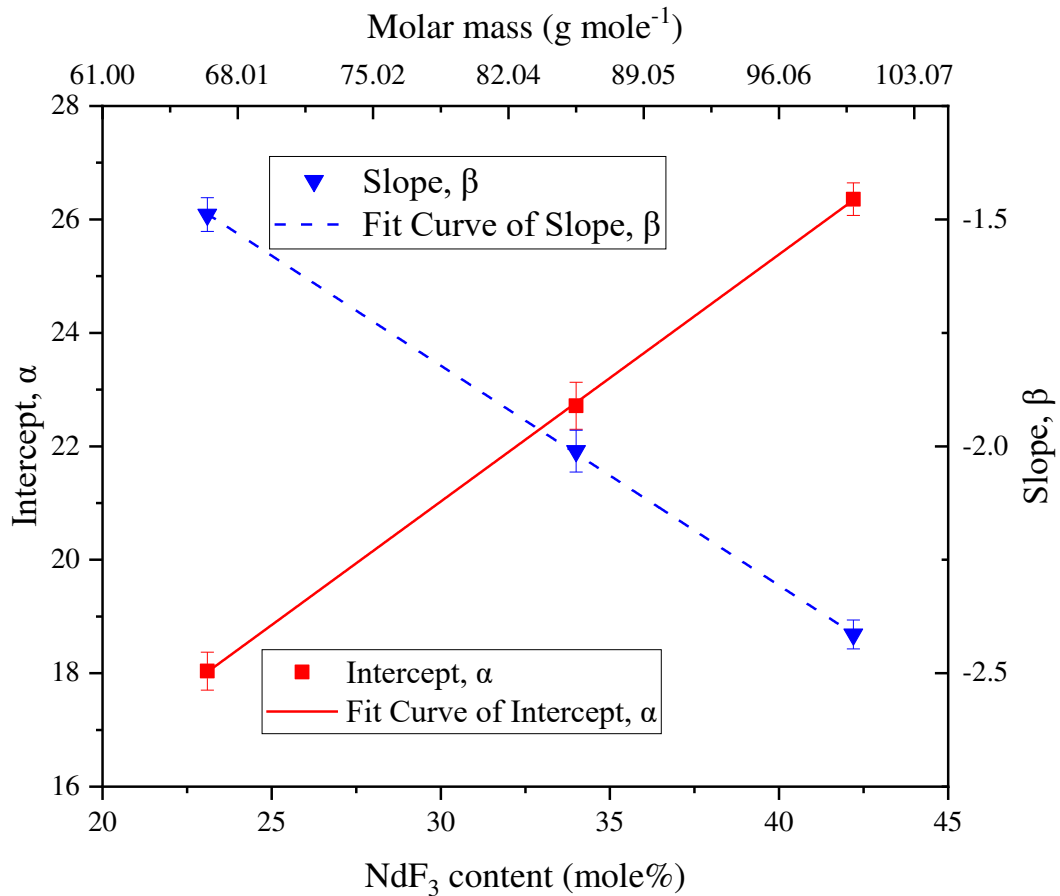 Molar mass (g mole⁻¹)
61.00 68.01 75.02 82.04 89.05 96.06 103.07
28
26
24
22
20
18
16
Intercept, α
Slope, β
Fit Curve of Slope, β
Intercept, α
Fit Curve of Intercept, α
-1.5
-2.0
-2.5
Slope, β
20 25 30 35 40 45
NdF₃ content (mole%)